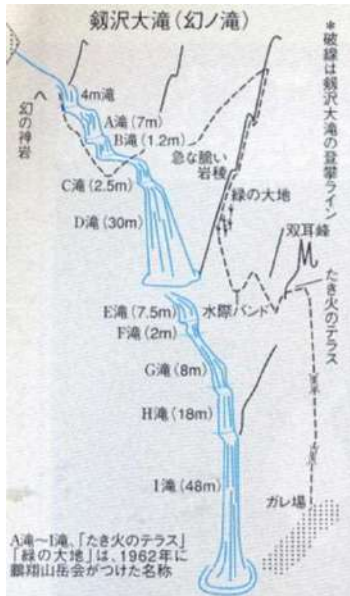 剱沢大滝(幻ノ滝)
*破線は剱沢大滝の登攀ライン
4m滝
幻の神岩
A滝(7m)
B滝(1.2m)
急な脆い
岩稜
C滝(2.5m)
緑の大地
D滝(30m)
双耳峰
たき火のテラス
E滝(7.5m)
水際バンド
F滝(2m)
G滝(8m)
H滝(18m)
I滝(48m)
ガレ場
A滝〜I滝、「たき火のテラス」
「緑の大地」は、1962年に
鵬翔山岳会がつけた名称